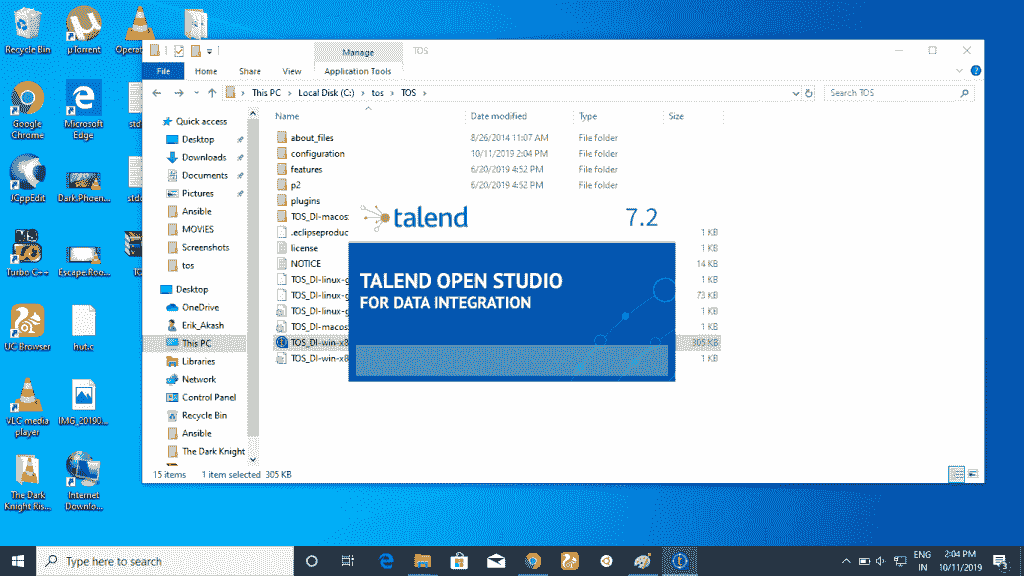 Recycle Bin
µTorrent
Operat
Google Chrome
Microsoft Edge
std
JCppEdit
Dark.Phoen...
std
Turbo C++
Escape.Roo...
TO
UC Browser
VLC media player
IMG_20190...
The Dark Knight Ris...
Internet Downlo...
Manage
TOS
File
Home
Share
View
Application Tools
This PC
Local Disk (C:)
tos
TOS
Search TOS
Quick access
Desktop
Downloads
Documents
Pictures
Ansible
MOVIES
Screenshots
tos
Desktop
OneDrive
Erik_Akash
This PC
Libraries
Network
Control Panel
Recycle Bin
Ansible
The Dark Knight
Name Date modified Type Size
about_files 8/26/2014 11:07 AM File folder
configuration 10/11/2019 2:04 PM File folder
features 6/20/2019 4:52 PM File folder
p2 6/20/2019 4:52 PM File folder
plugins
TOS_DI-macos
.eclipseproduc 1 KB
license 1 KB
NOTICE 14 KB
TOS_DI-linux-g 1 KB
TOS_DI-linux-g 73 KB
TOS_DI-linux-g 1 KB
TOS_DI-macos 1 KB
TOS_DI-win-x8 305 KB
TOS_DI-win-x8 1 KB
talend 7.2
TALEND OPEN STUDIO
FOR DATA INTEGRATION
15 items 1 item selected 305 KB
Type here to search
ENG
IN
2:04 PM
10/11/2019
3